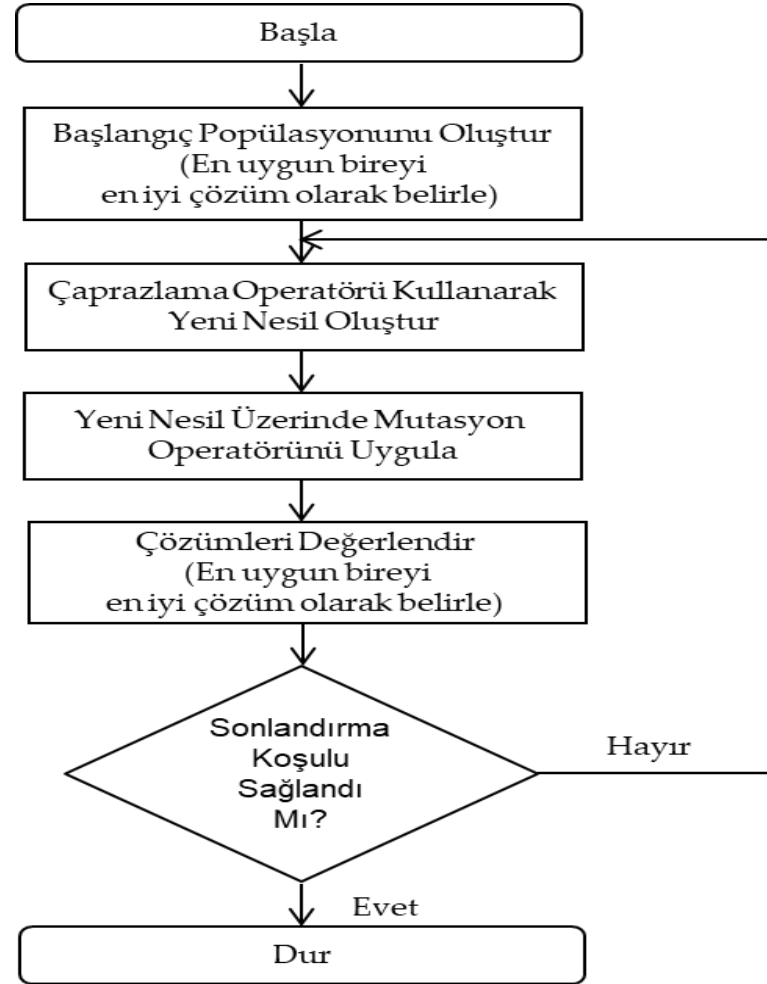 Başla
Başlangıç Popülasyonunu Oluştur
(En uygun bireyi
en iyi çözüm olarak belirle)
Çaprazlama Operatörü Kullanarak
Yeni Nesil Oluştur
Yeni Nesil Üzerinde Mutasyon
Operatörünü Uygula
Çözümleri Değerlendir
(En uygun bireyi
en iyi çözüm olarak belirle)
Sonlandırma
Koşulu
Sağlandı
Mı?
Hayır
Evet
Dur